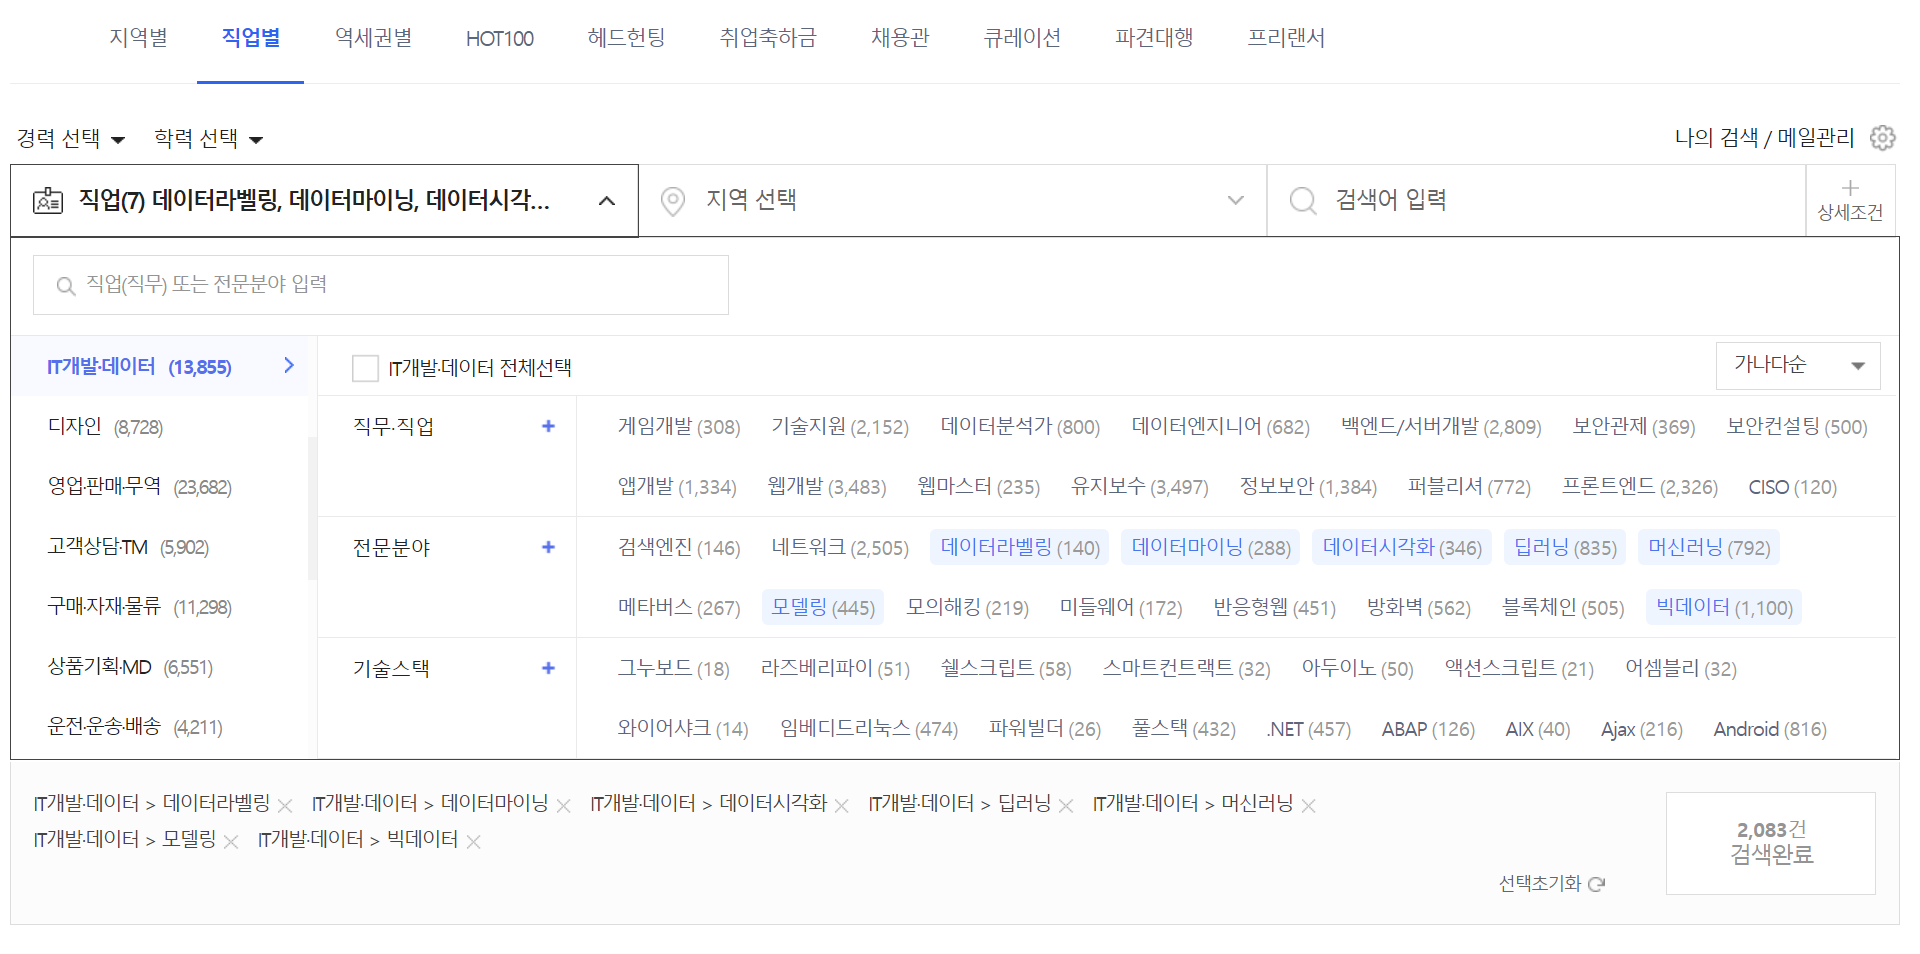 지역별 직업별 역세권별 HOT100 헤드헌팅 취업축하금 채용관 큐레이션 파견대행 프리랜서
경력 선택 학력 선택 나의 검색 / 메일관리
직업(7) 데이터라벨링, 데이터마이닝, 데이터시각... 지역 선택 검색어 입력 상세조건
직업(직무) 또는 전문분야 입력
IT개발·데이터 (13,855) IT개발·데이터 전체선택 가나다순
디자인 (8,728) 직무·직업 게임개발 (308) 기술지원 (2,152) 데이터분석가 (800) 데이터엔지니어 (682) 백엔드/서버개발 (2,809) 보안관제 (369) 보안컨설팅 (500)
영업·판매·무역 (23,682) 앱개발 (1,334) 웹개발 (3,483) 웹마스터 (235) 유지보수 (3,497) 정보보안 (1,384) 퍼블리셔 (772) 프론트엔드 (2,326) CISO (120)
고객상담·TM (5,902) 전문분야 검색엔진 (146) 네트워크 (2,505) 데이터라벨링 (140) 데이터마이닝 (288) 데이터시각화 (346) 딥러닝 (835) 머신러닝 (792)
구매·자재·물류 (11,298) 메타버스 (267) 모델링 (445) 모의해킹 (219) 미들웨어 (172) 반응형웹 (451) 방화벽 (562) 블록체인 (505) 빅데이터 (1,100)
상품기획·MD (6,551) 기술스택 그누보드 (18) 라즈베리파이 (51) 쉘스크립트 (58) 스마트컨트랙트 (32) 아두이노 (50) 액션스크립트 (21) 어셈블리 (32)
운전·운송·배송 (4,211) 와이어샤크 (14) 임베디드리눅스 (474) 파워빌더 (26) 풀스택 (432) .NET (457) ABAP (126) AIX (40) Ajax (216) Android (816)
IT개발·데이터 > 데이터라벨링 IT개발·데이터 > 데이터마이닝 IT개발·데이터 > 데이터시각화 IT개발·데이터 > 딥러닝 IT개발·데이터 > 머신러닝
IT개발·데이터 > 모델링 IT개발·데이터 > 빅데이터
2,083건
검색완료
선택초기화